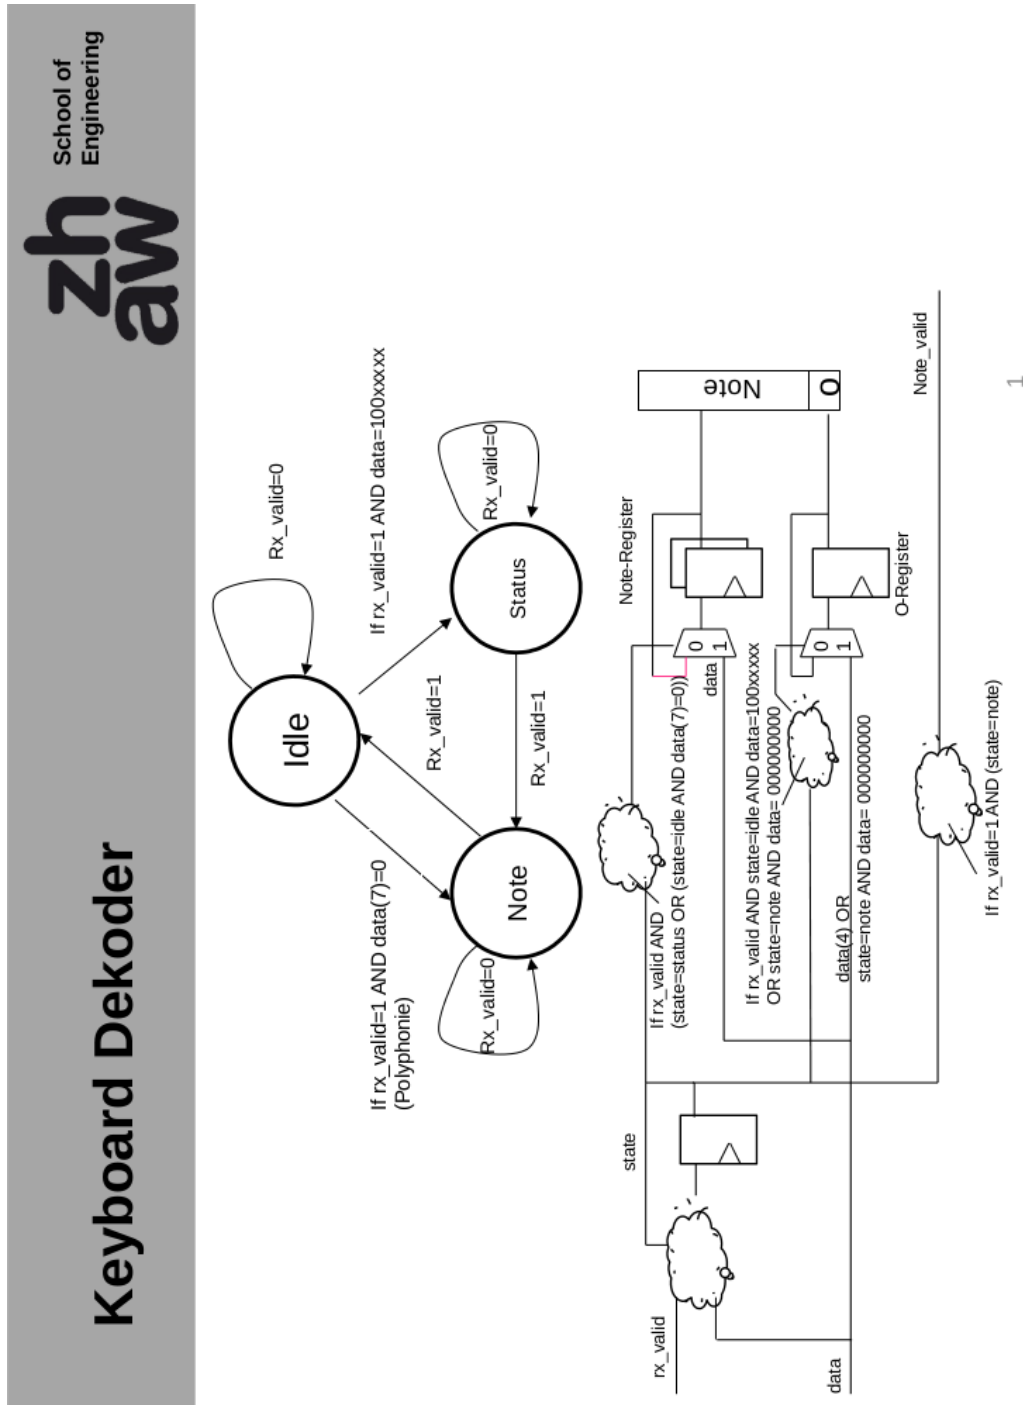 Keyboard Dekoder
zh
aw
School of
Engineering
Rx_valid=0
Idle
If rx_valid=1 AND data(7)=0
(Polyphonie)
If rx_valid=1 AND data=100xxxxx
Rx_valid=1
Rx_valid=0
Note
Rx_valid=1
Status
Rx_valid=0
state
Note-Register
If rx_valid AND
(state=status OR (state=idle AND data(7)=0))
0
1
data
Note
O
rx_valid
If rx_valid AND state=idle AND data=100xxxxx
OR state=note AND data= 0000000000
0
1
data
data(4) OR
state=note AND data= 000000000
O-Register
Note_valid
If rx_valid=1 AND (state=note)
1